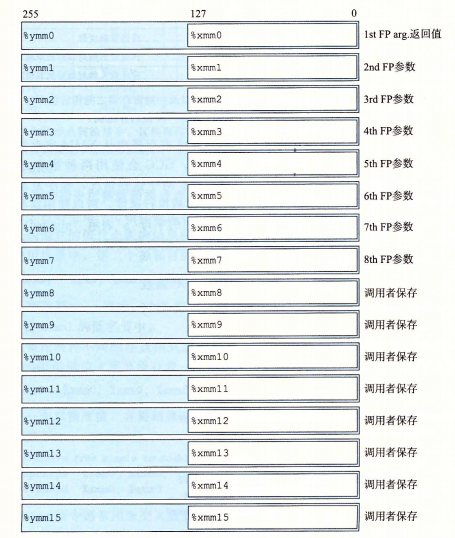 255 127 0
%ymm0 %xmm0 1st FP arg.返回值
%ymm1 %xmm1 2nd FP参数
%ymm2 %xmm2 3rd FP参数
%ymm3 %xmm3 4th FP参数
%ymm4 %xmm4 5th FP参数
%ymm5 %xmm5 6th FP参数
%ymm6 %xmm6 7th FP参数
%ymm7 %xmm7 8th FP参数
%ymm8 %xmm8 调用者保存
%ymm9 %xmm9 调用者保存
%ymm10 %xmm10 调用者保存
%ymm11 %xmm11 调用者保存
%ymm12 %xmm12 调用者保存
%ymm13 %xmm13 调用者保存
%ymm14 %xmm14 调用者保存
%ymm15 %xmm15 调用者保存